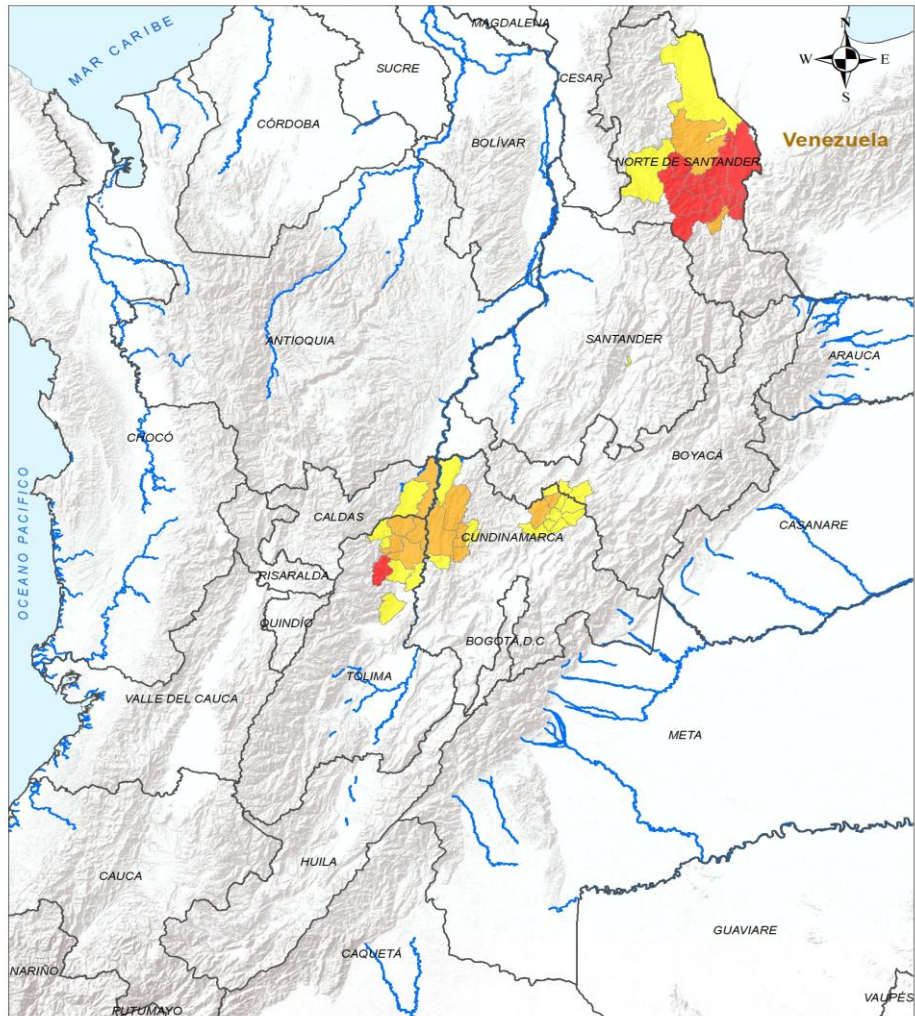 MAR CARIBE
MAGDALENA
N
W
E
S
SUCRE
CESAR
CÓRDOBA
BOLÍVAR
Venezuela
NORTE DE SANTANDER
ANTIOQUIA
SANTANDER
ARAUCA
CHOCÓ
BOYACÁ
CALDAS
CASANARE
CUNDINAMARCA
OCEANO PACIFICO
RISARALDA
QUINDÍO
BOGOTÁ, D.C
TOLIMA
VALLE DEL CAUCA
META
HUILA
CAUCA
GUAVIARE
CAQUETÁ
NARIÑO
VAUPÉS
PUTUMAYO